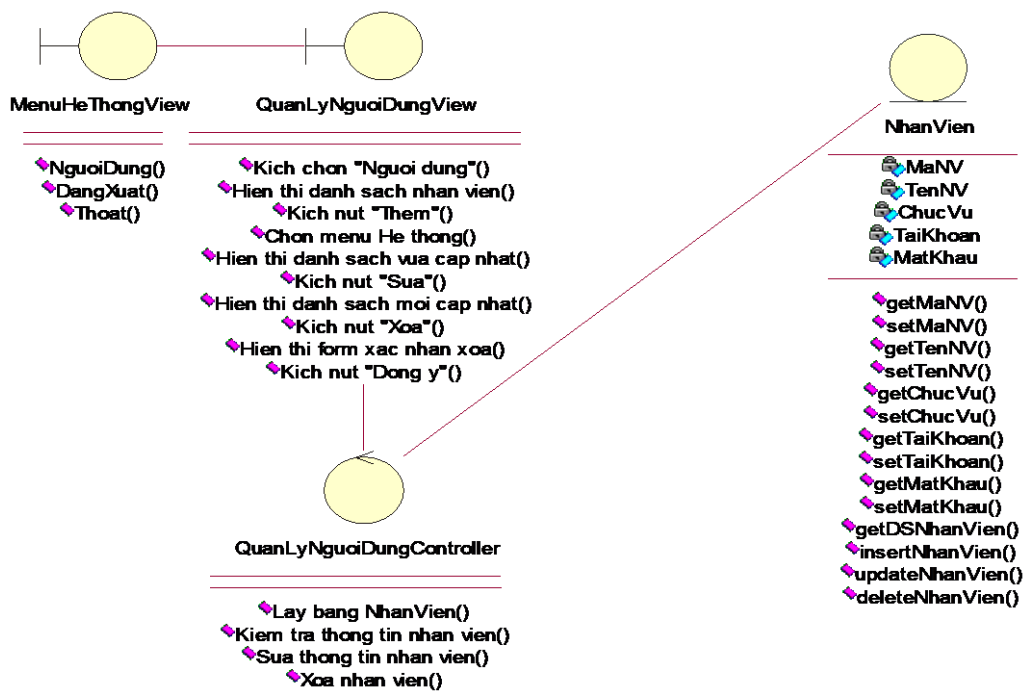 MenuHeThongView
NguoiDung()
DangXuat()
Thoat()
QuanLyNguoiDungView
Kich chon "Nguoi dung"()
Hien thi danh sach nhan vien()
Kich nut "Them"()
Chon menu He thong()
Hien thi danh sach vua cap nhat()
Kich nut "Sua"()
Hien thi danh sach moi cap nhat()
Kich nut "Xoa"()
Hien thi form xac nhan xoa()
Kich nut "Dong y"()
QuanLyNguoiDungController
Lay bang NhanVien()
Kiem tra thong tin nhan vien()
Sua thong tin nhan vien()
Xoa nhan vien()
NhanVien
MaNV
TenNV
ChucVu
TaiKhoan
MatKhau
getMaNV()
setMaNV()
getTenNV()
setTenNV()
getChucVu()
setChucVu()
getTaiKhoan()
setTaiKhoan()
getMatKhau()
setMatKhau()
getDSNhanVien()
insertNhanVien()
updateNhanVien()
deleteNhanVien()